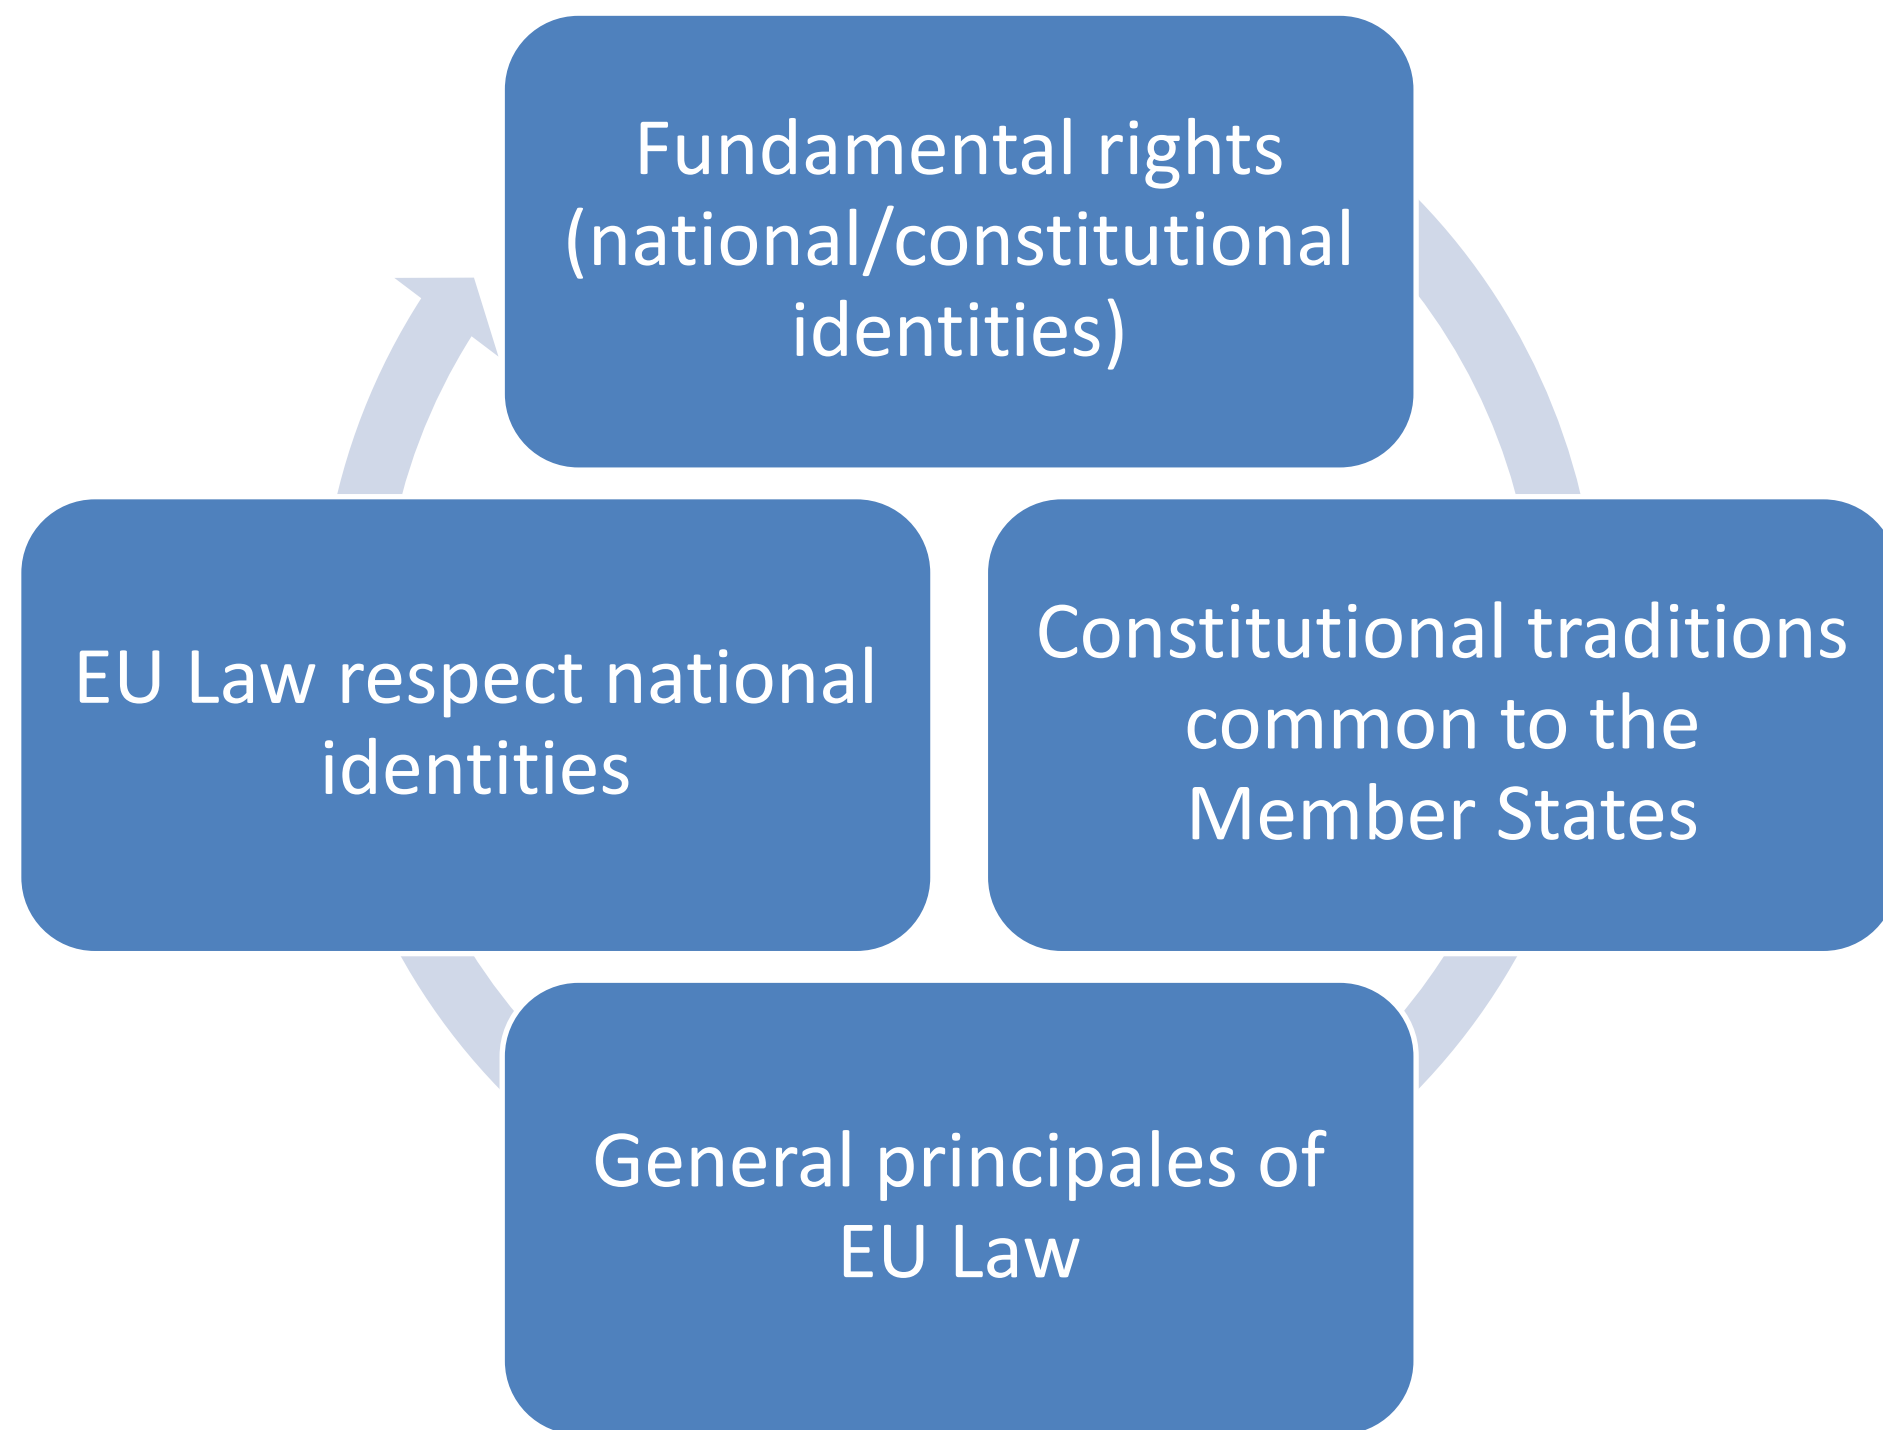 Fundamental rights
(national/constitutional
identities)
EU Law respect national
identities
Constitutional traditions
common to the
Member States
General principales of
EU Law